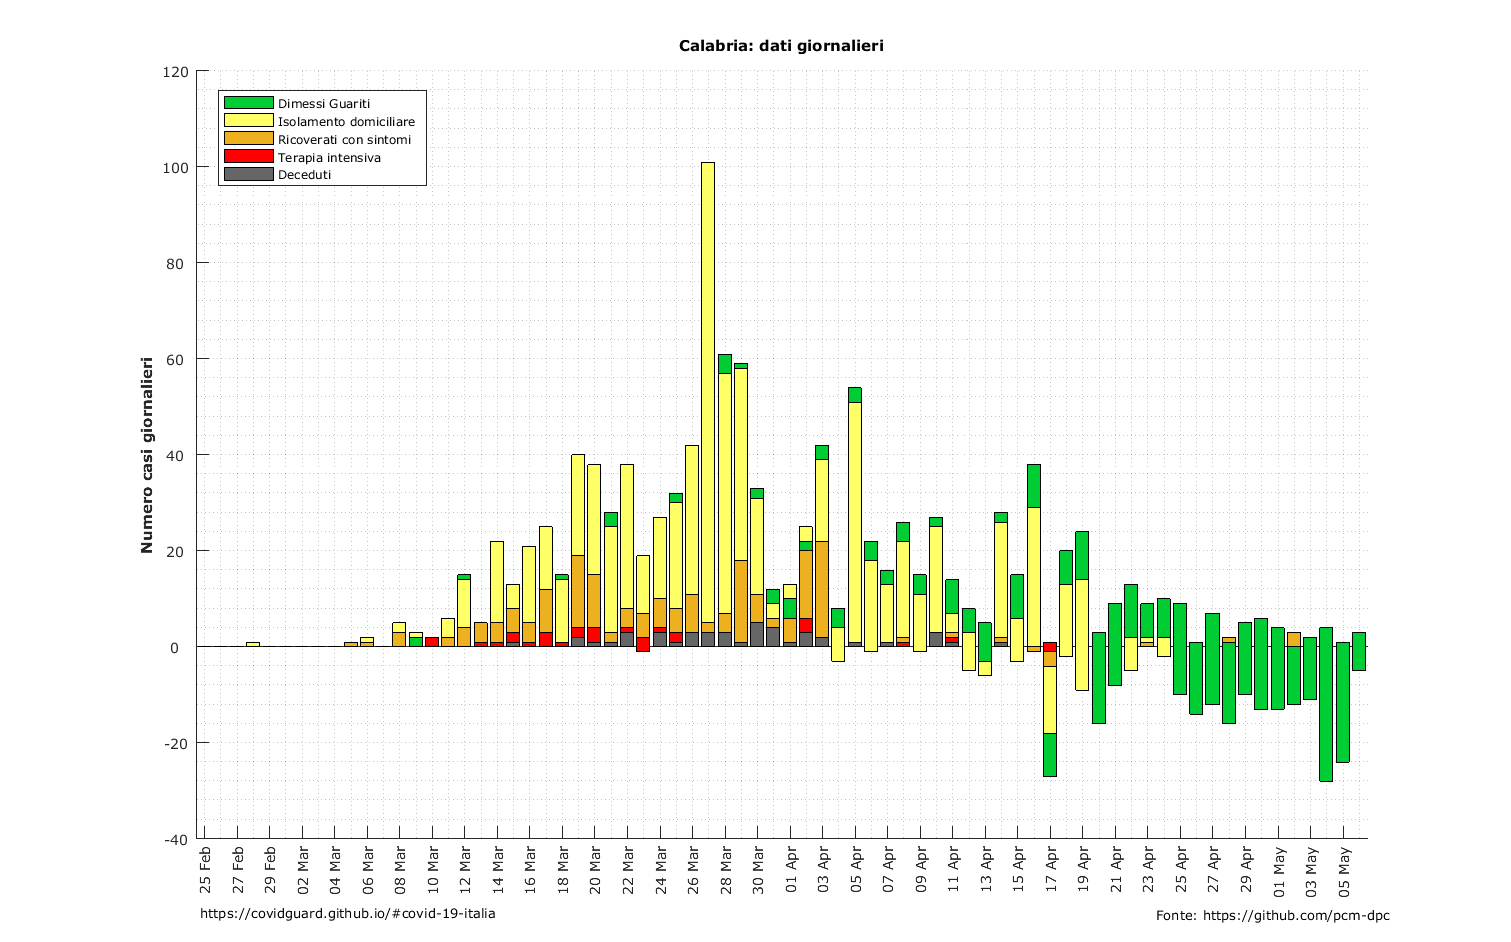 Calabria: dati giornalieri
Dimessi Guariti
Isolamento domiciliare
Ricoverati con sintomi
Terapia intensiva
Deceduti
Numero casi giornalieri
120
100
80
60
40
20
0
-20
-40
25 Feb
27 Feb
29 Feb
02 Mar
04 Mar
06 Mar
08 Mar
10 Mar
12 Mar
14 Mar
16 Mar
18 Mar
20 Mar
22 Mar
24 Mar
26 Mar
28 Mar
30 Mar
01 Apr
03 Apr
05 Apr
07 Apr
09 Apr
11 Apr
13 Apr
15 Apr
17 Apr
19 Apr
21 Apr
23 Apr
25 Apr
27 Apr
29 Apr
01 May
03 May
05 May
https://covidguard.github.io/#covid-19-italia
Fonte: https://github.com/pcm-dpc